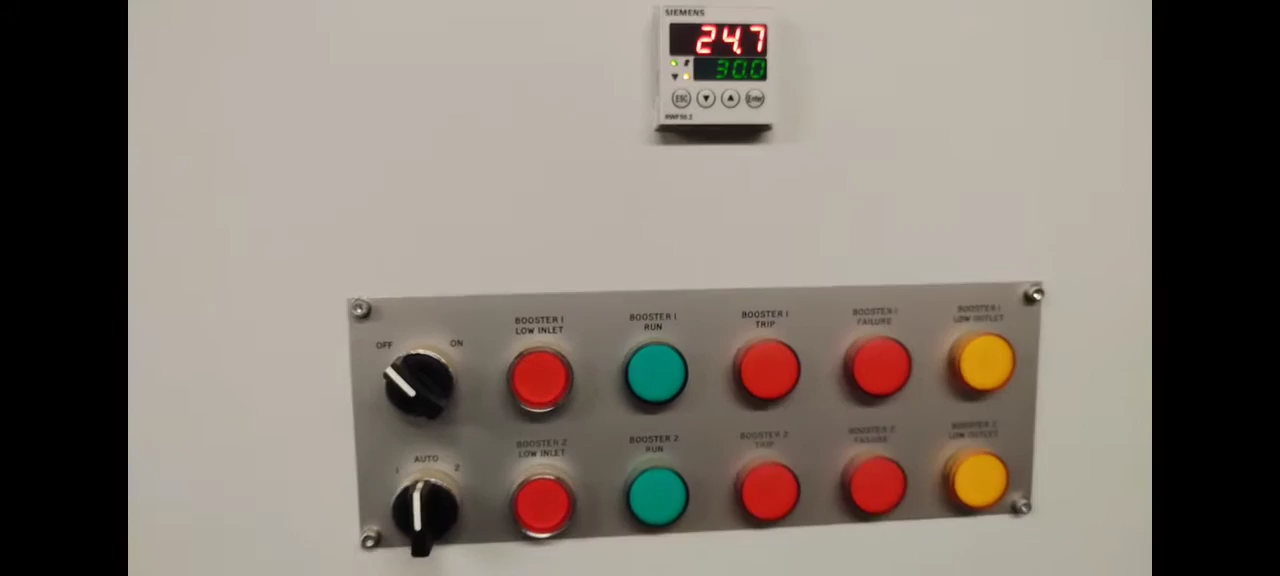 SIEMENS
24.7
30.0
ESC Enter
RWF50.2
OFF ON
BOOSTER 1
LOW INLET
BOOSTER 1
RUN
BOOSTER 1
TRIP
BOOSTER 1
FAILURE
BOOSTER 1
LOW OUTLET
1 AUTO 2
BOOSTER 2
LOW INLET
BOOSTER 2
RUN
BOOSTER 2
TRIP
BOOSTER 2
FAILURE
BOOSTER 2
LOW OUTLET